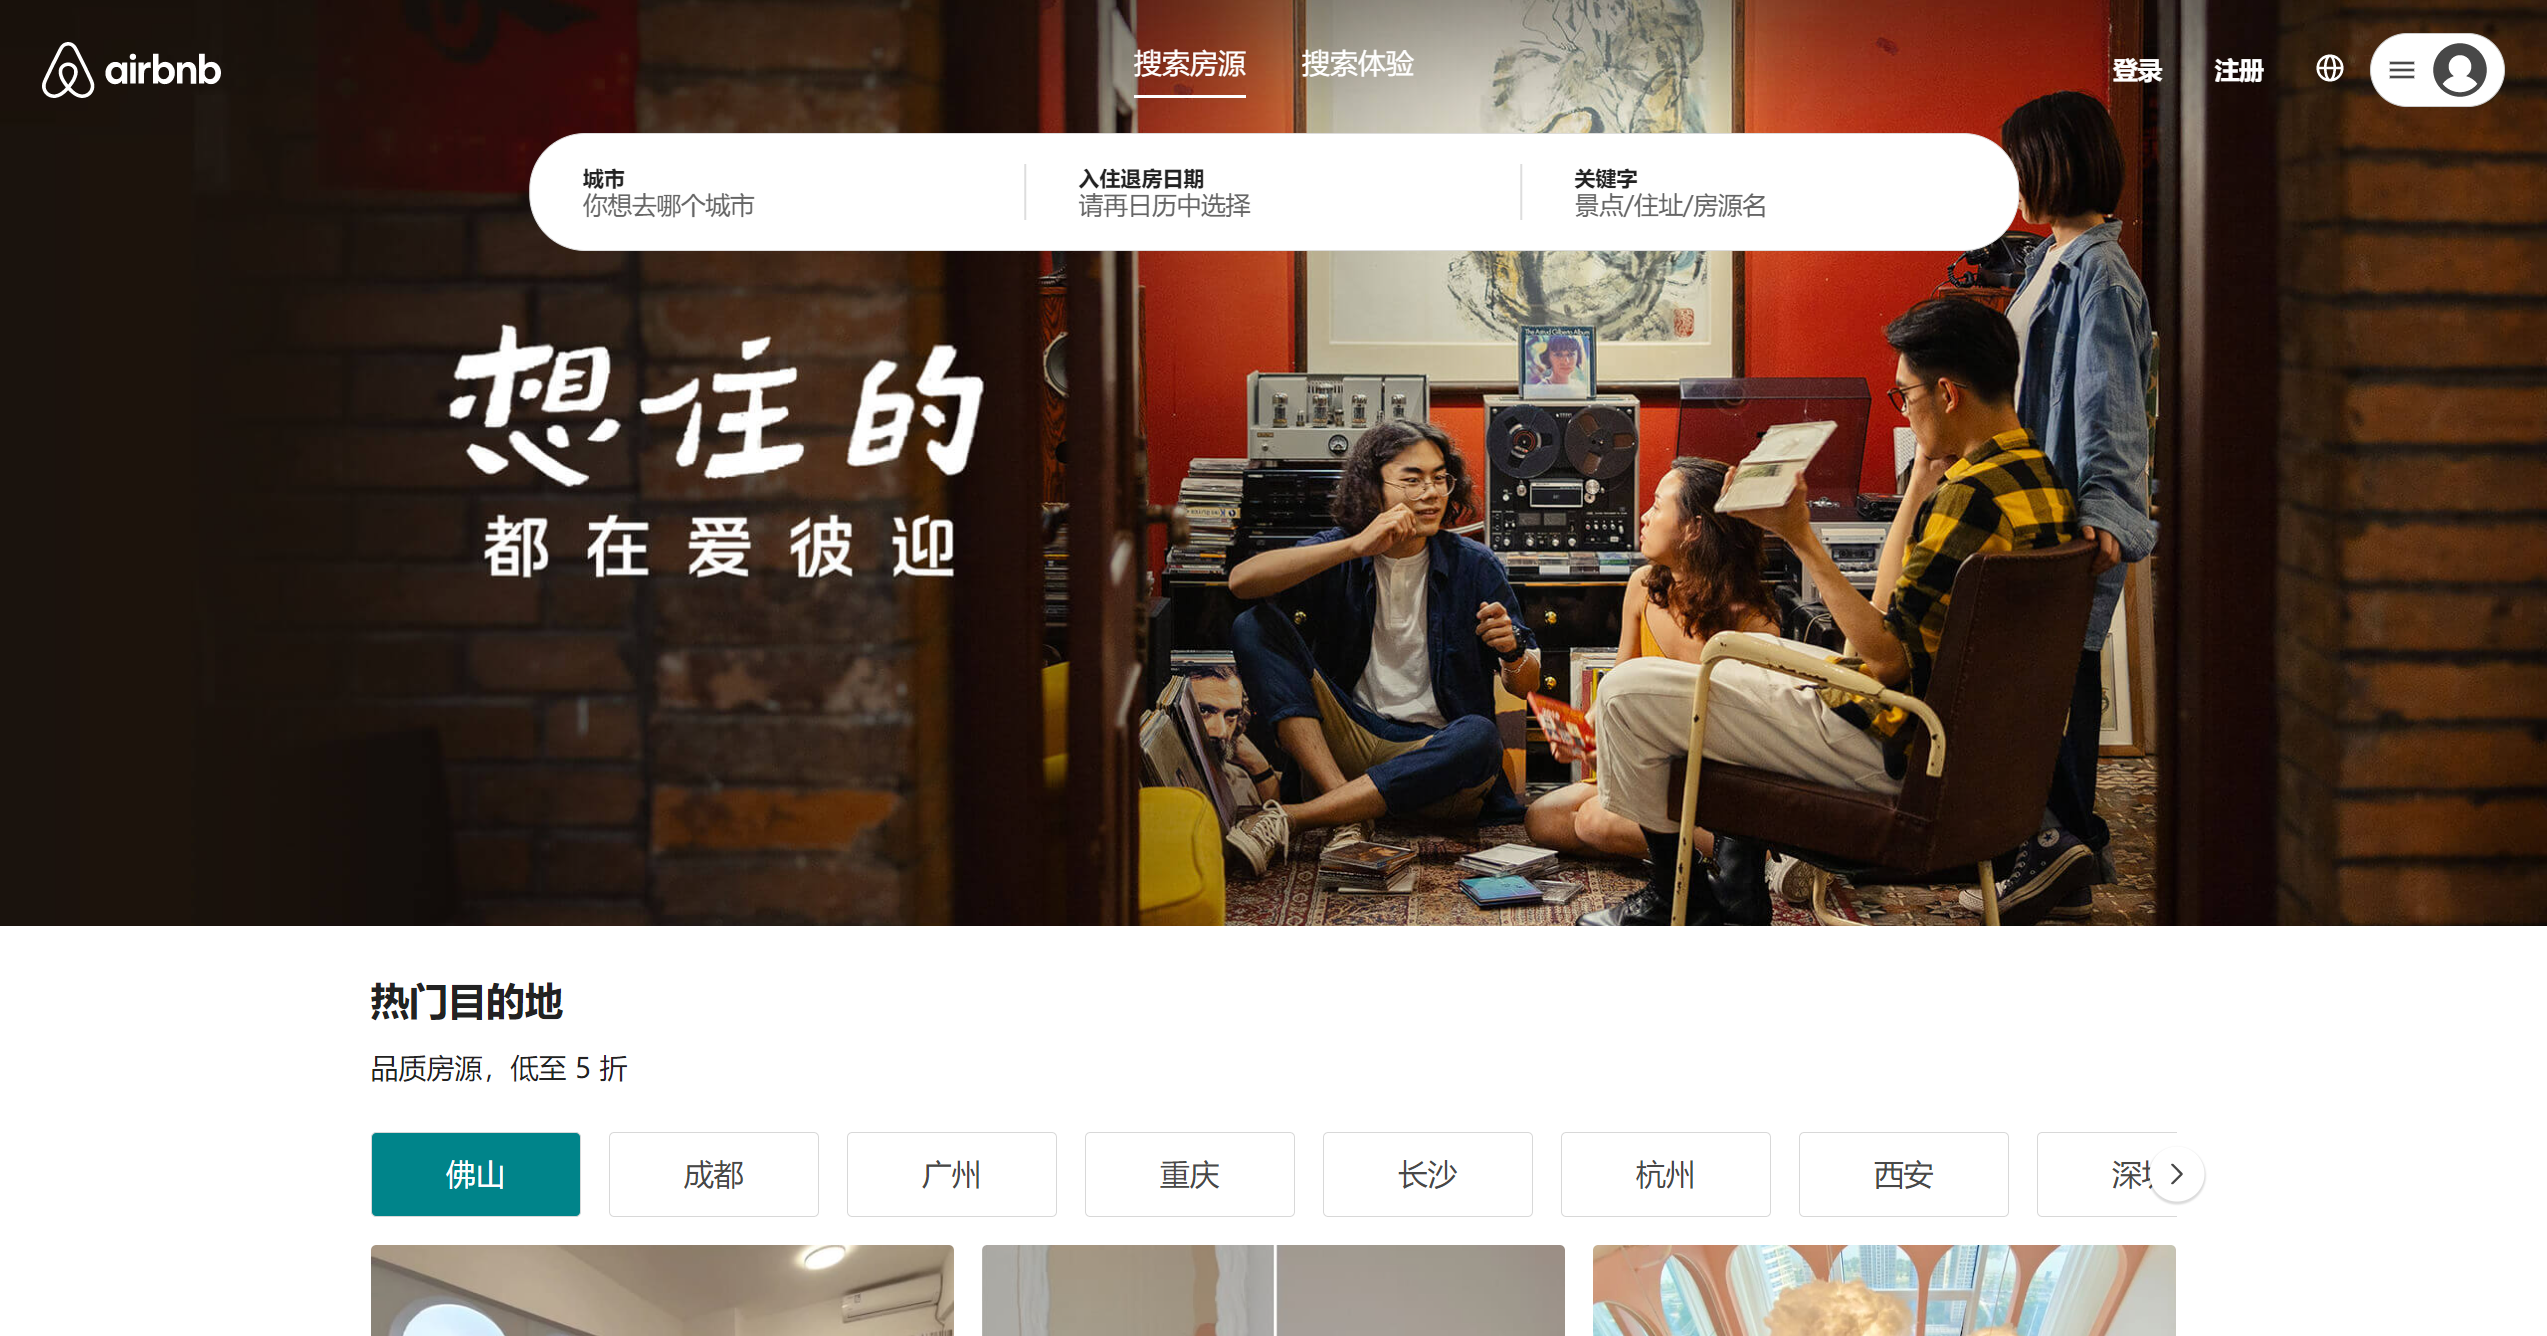 airbnb
搜索房源
搜索体验
登录
注册
城市
你想去哪个城市
入住退房日期
请再日历中选择
关键字
景点/住址/房源名
The Astrud Gilberto Album
想住的
都在爱彼迎
热门目的地
品质房源，低至 5 折
佛山
成都
广州
重庆
长沙
杭州
西安